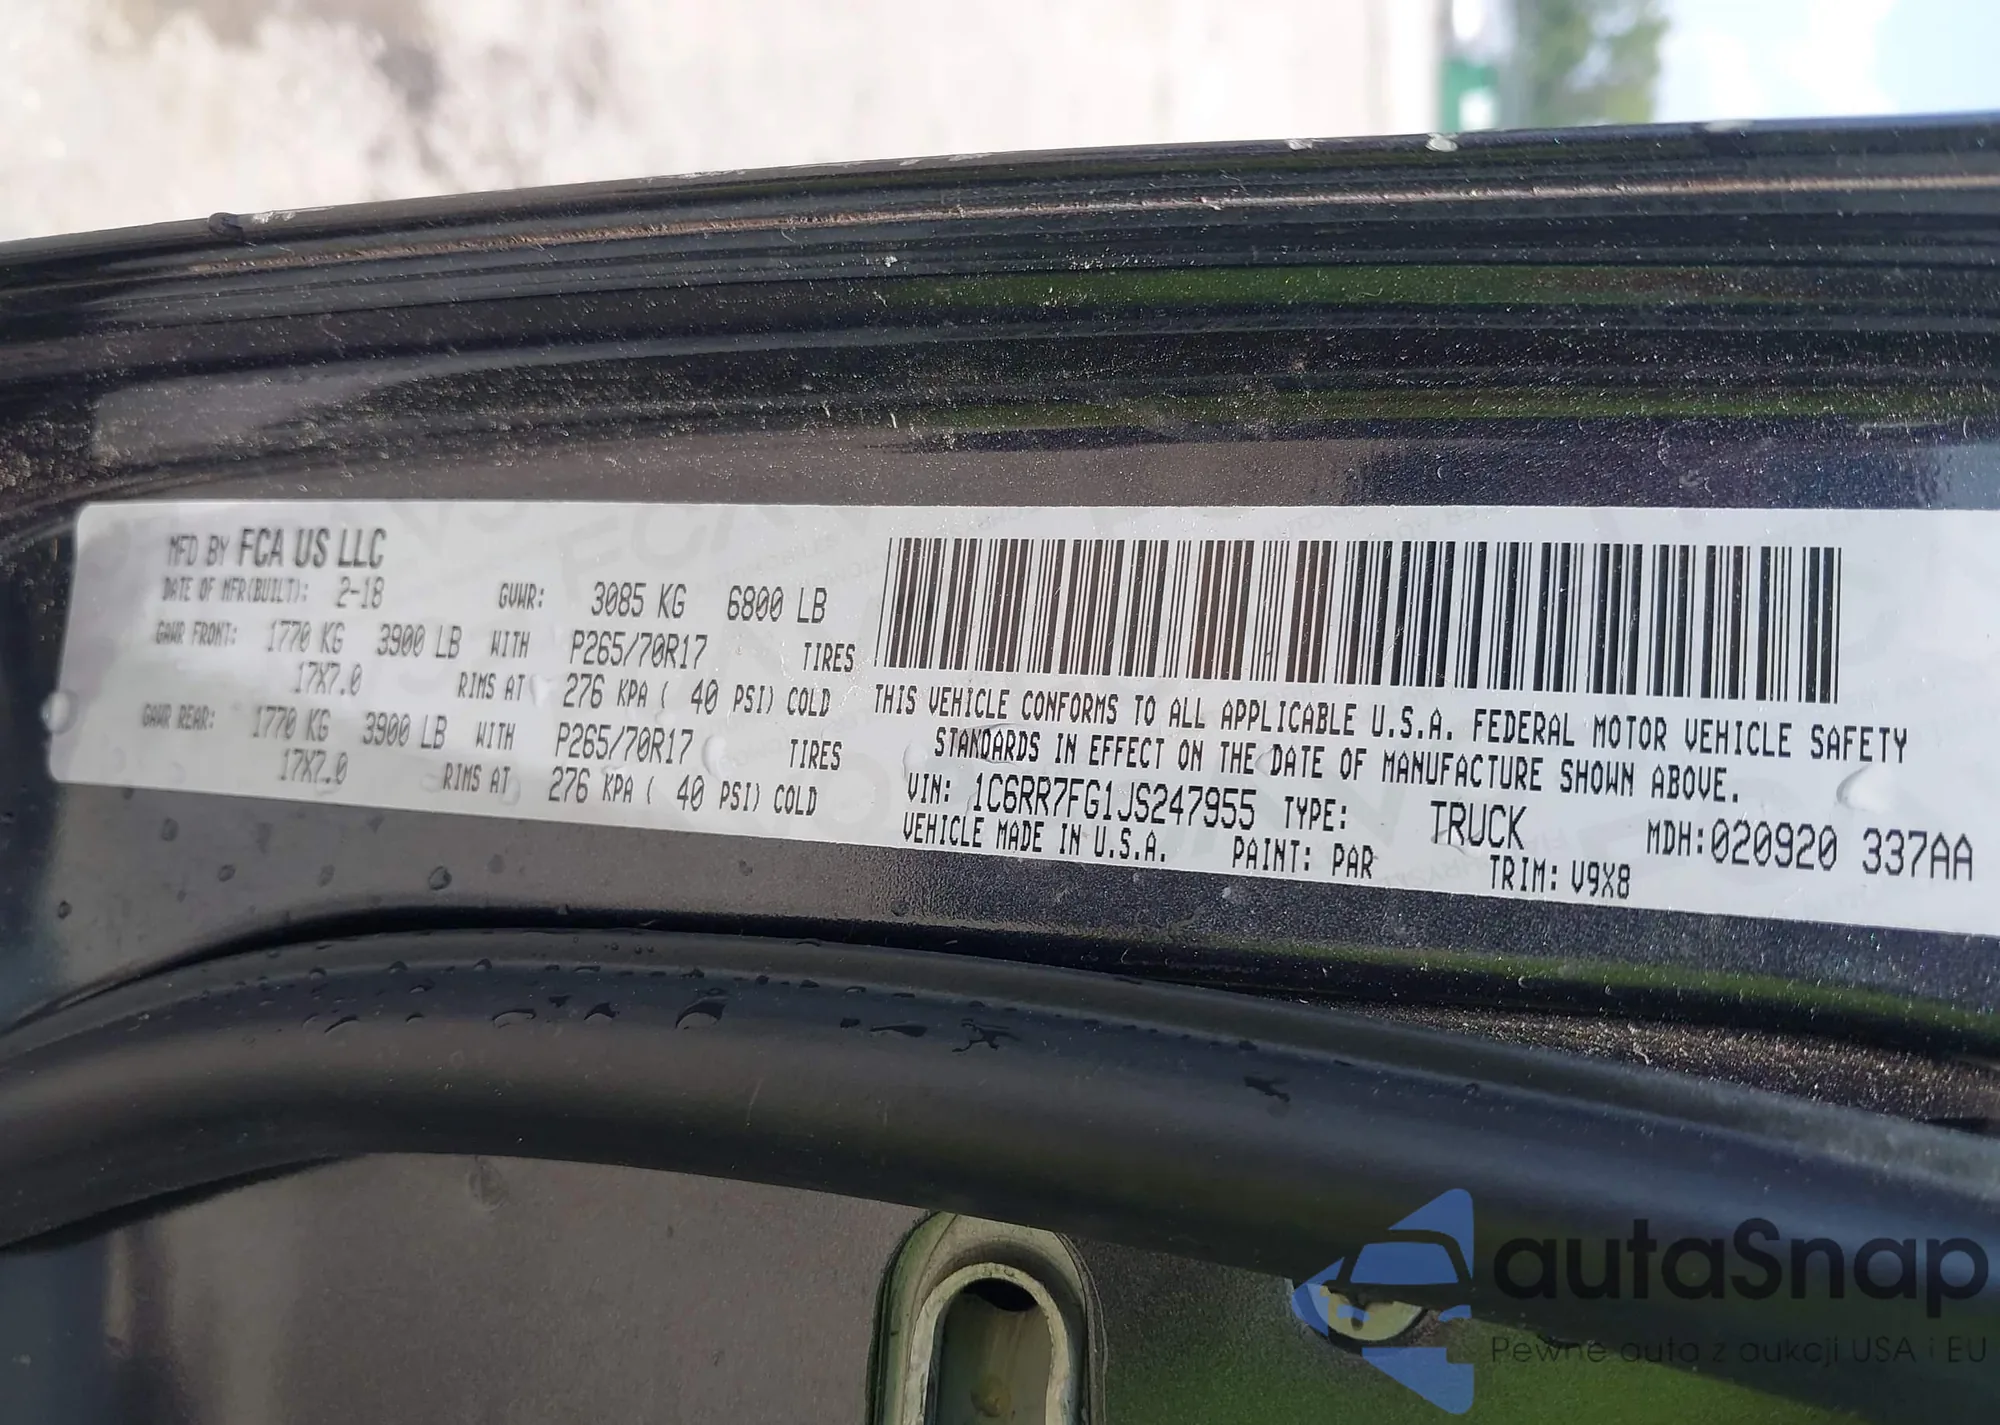 MFD BY FCA US LLC
DATE OF MFR(BUILT): 2-18 GVWR: 3085 KG 6800 LB
GAWR FRONT: 1770 KG 3900 LB WITH P265/70R17 TIRES
17X7.0 RIMS AT 276 KPA ( 40 PSI) COLD
GAWR REAR: 1770 KG 3900 LB WITH P265/70R17 TIRES
17X7.0 RIMS AT 276 KPA ( 40 PSI) COLD
THIS VEHICLE CONFORMS TO ALL APPLICABLE U.S.A. FEDERAL MOTOR VEHICLE SAFETY
STANDARDS IN EFFECT ON THE DATE OF MANUFACTURE SHOWN ABOVE.
VIN: 1C6RR7FG1JS247955 TYPE: TRUCK MDH:020920 337AA
VEHICLE MADE IN U.S.A. PAINT: PAR TRIM: V9X8
autaSnap
Pewne auta z aukcji USA i EU